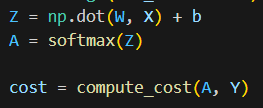 Z = np.dot(W, X) + b
A = softmax(Z)
cost = compute_cost(A, Y)